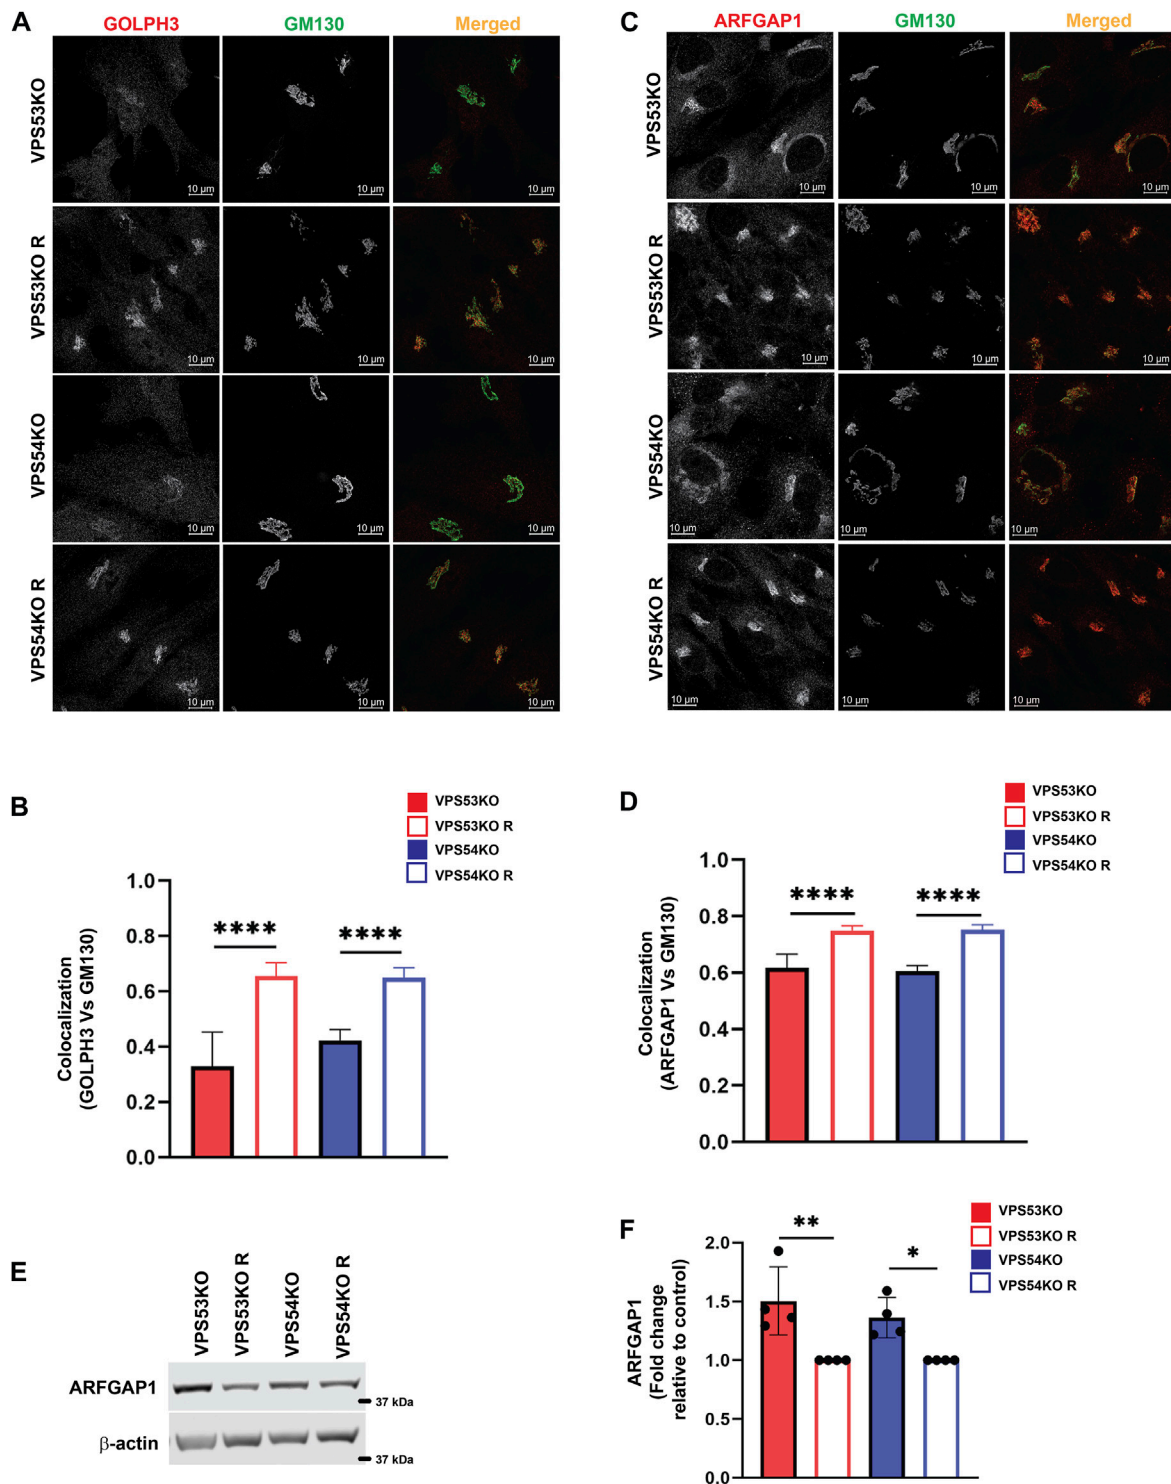 A
GOLPH3 GM130 Merged
VPS53KO
10 µm 10 µm 10 µm
VPS53KO R
10 µm 10 µm 10 µm
VPS54KO
10 µm 10 µm 10 µm
VPS54KO R
10 µm 10 µm 10 µm
C
ARFGAP1 GM130 Merged
VPS53KO
10 µm 10 µm 10 µm
VPS53KO R
10 µm 10 µm 10 µm
VPS54KO
10 µm 10 µm 10 µm
VPS54KO R
10 µm 10 µm 10 µm
B
VPS53KO
VPS53KO R
VPS54KO
VPS54KO R
Colocalization
(GOLPH3 Vs GM130)
1.0
0.8
0.6
0.4
0.2
0.0
**** ****
D
VPS53KO
VPS53KO R
VPS54KO
VPS54KO R
Colocalization
(ARFGAP1 Vs GM130)
1.0
0.8
0.6
0.4
0.2
0.0
**** ****
E
VPS53KO
VPS53KO R
VPS54KO
VPS54KO R
ARFGAP1
37 kDa
β-actin
37 kDa
F
VPS53KO
VPS53KO R
VPS54KO
VPS54KO R
ARFGAP1
(Fold change
relative to control)
2.0
1.5
1.0
0.5
0.0
** *